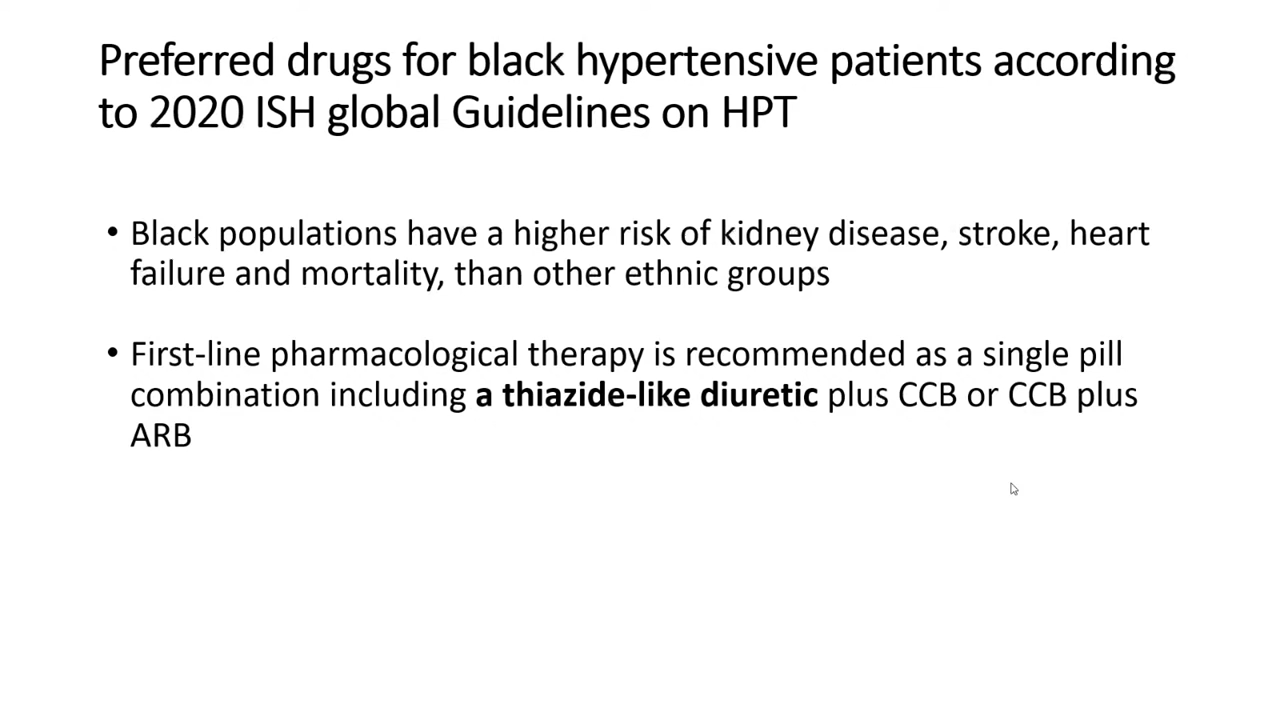 Preferred drugs for black hypertensive patients according
to 2020 ISH global Guidelines on HPT
• Black populations have a higher risk of kidney disease, stroke, heart
failure and mortality, than other ethnic groups
• First-line pharmacological therapy is recommended as a single pill
combination including a thiazide-like diuretic plus CCB or CCB plus
ARB